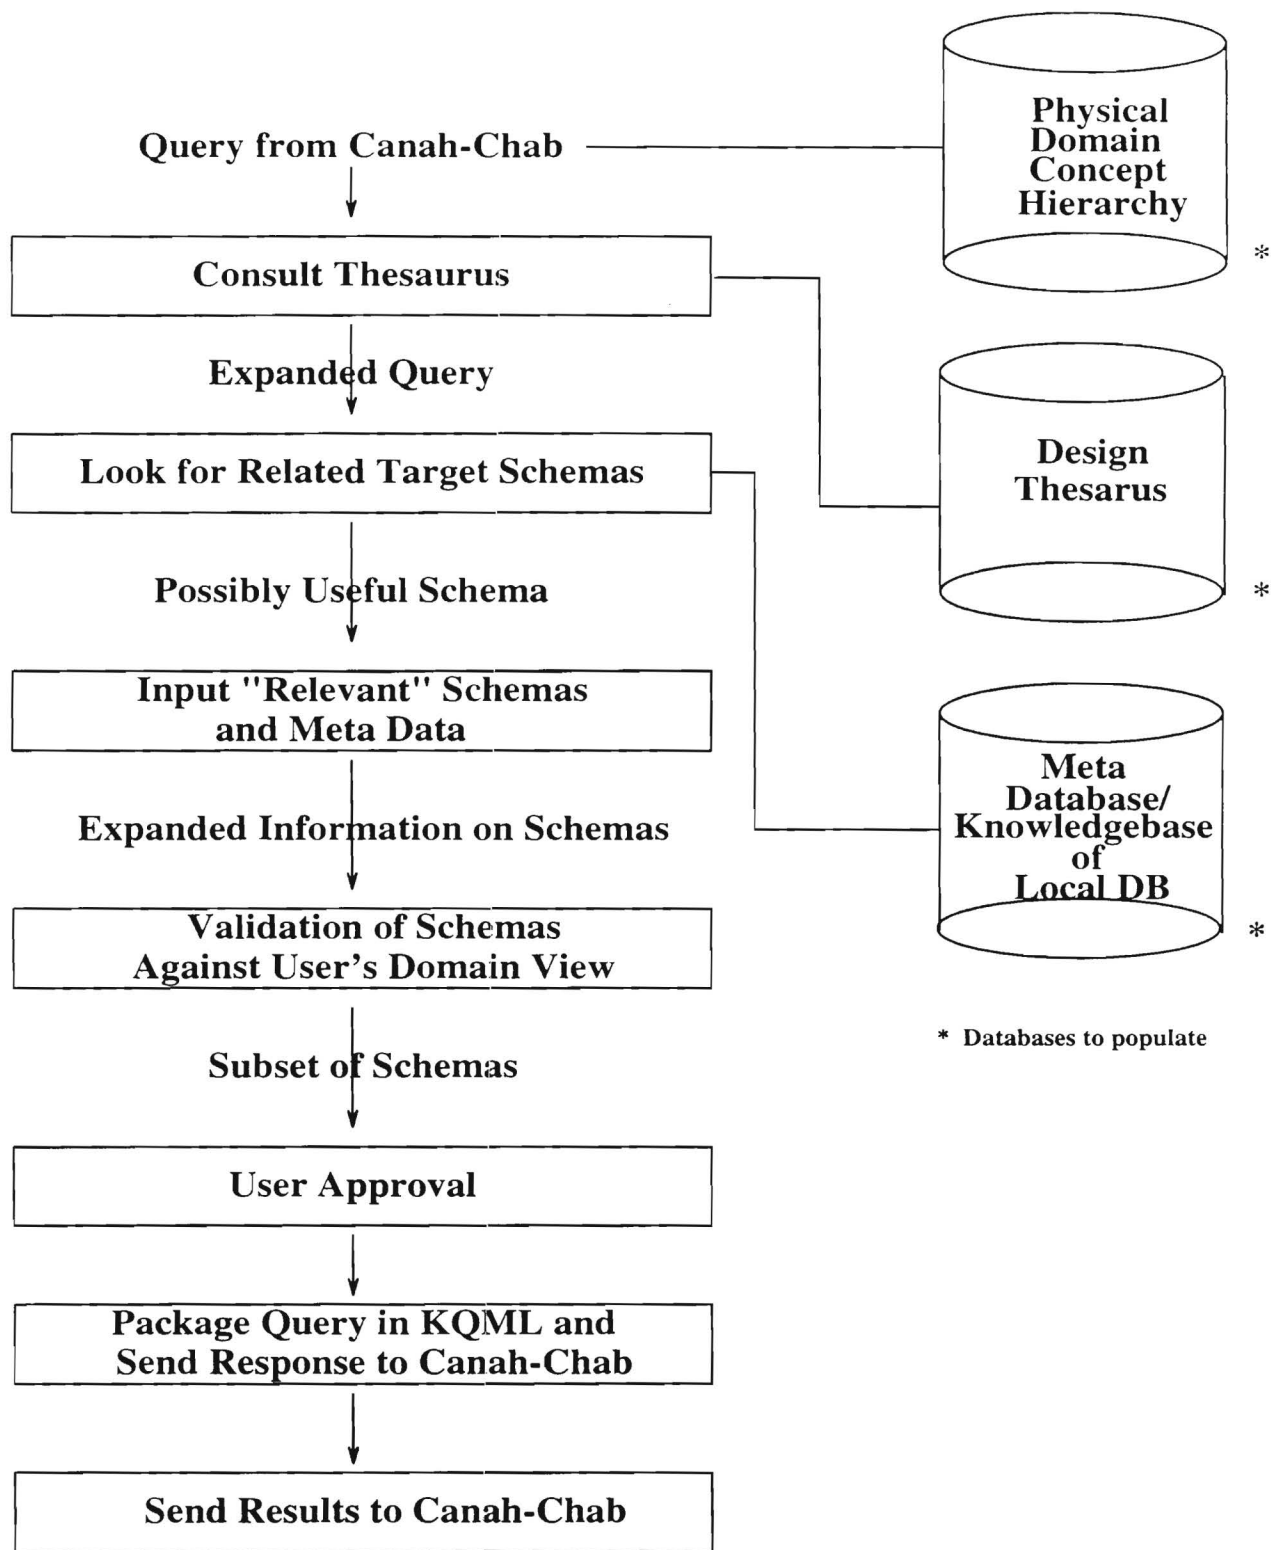 Query from Canah-Chab
Consult Thesaurus
Expanded Query
Look for Related Target Schemas
Possibly Useful Schema
Input "Relevant" Schemas
and Meta Data
Expanded Information on Schemas
Validation of Schemas
Against User's Domain View
Subset of Schemas
User Approval
Package Query in KQML and
Send Response to Canah-Chab
Send Results to Canah-Chab
Physical
Domain
Concept
Hierarchy
*
Design
Thesarus
*
Meta
Database/
Knowledgebase
of
Local DB
*
* Databases to populate